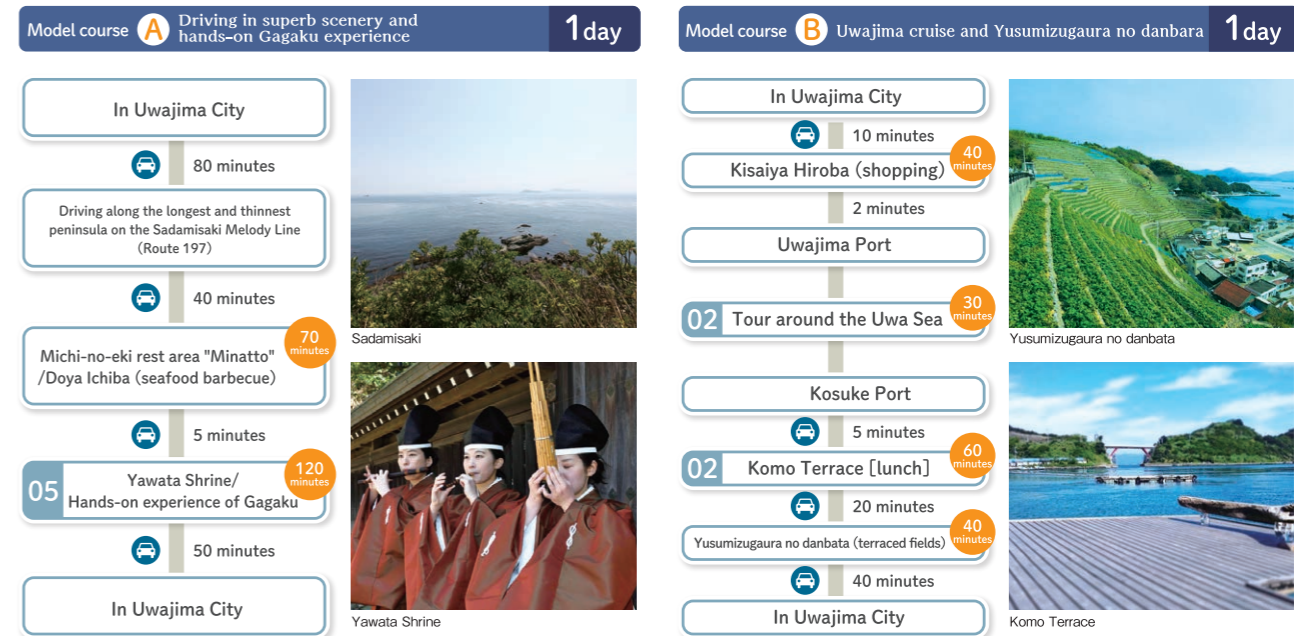 Model course A Driving in superb scenery and
hands-on Gagaku experience
1day
In Uwajima City
80 minutes
Driving along the longest and thinnest
peninsula on the Sadamisaki Melody Line
(Route 197)
40 minutes
70
minutes
Michi-no-eki rest area "Minatto"
/Doya Ichiba (seafood barbecue)
5 minutes
120
minutes
05
Yawata Shrine/
Hands-on experience of Gagaku
50 minutes
In Uwajima City
Sadamisaki
Yawata Shrine
Model course B Uwajima cruise and Yusumizugaura no danbara
1day
In Uwajima City
10 minutes
40
minutes
Kisaiya Hiroba (shopping)
2 minutes
Uwajima Port
30
minutes
02 Tour around the Uwa Sea
Kosuke Port
5 minutes
60
minutes
02 Komo Terrace [lunch]
20 minutes
40
minutes
Yusumizugaura no danbata (terraced fields)
40 minutes
In Uwajima City
Yusumizugaura no danbata
Komo Terrace